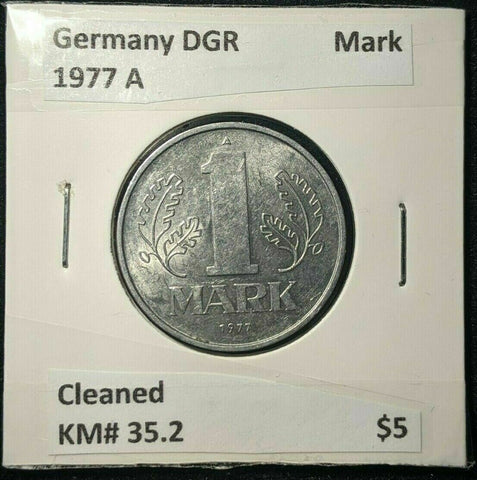 Germany DGR Mark
1977 A
A
1
MARK
1977
Cleaned
KM# 35.2 $5